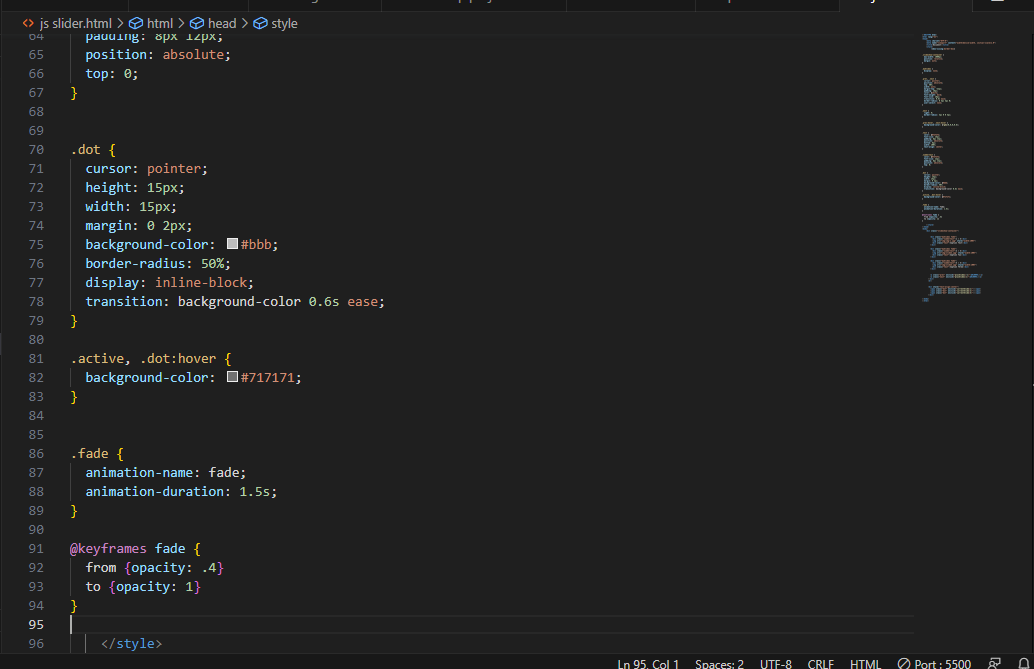 js slider.html > html > head > style
64 padding: 8px 12px;
65 position: absolute;
66 top: 0;
67 }
68
69
70 .dot {
71 cursor: pointer;
72 height: 15px;
73 width: 15px;
74 margin: 0 2px;
75 background-color: #bbb;
76 border-radius: 50%;
77 display: inline-block;
78 transition: background-color 0.6s ease;
79 }
80
81 .active, .dot:hover {
82 background-color: #717171;
83 }
84
85
86 .fade {
87 animation-name: fade;
88 animation-duration: 1.5s;
89 }
90
91 @keyframes fade {
92 from {opacity: .4}
93 to {opacity: 1}
94 }
95
96 </style>
Ln 95, Col 1 Spaces: 2 UTF-8 CRLF HTML Port : 5500